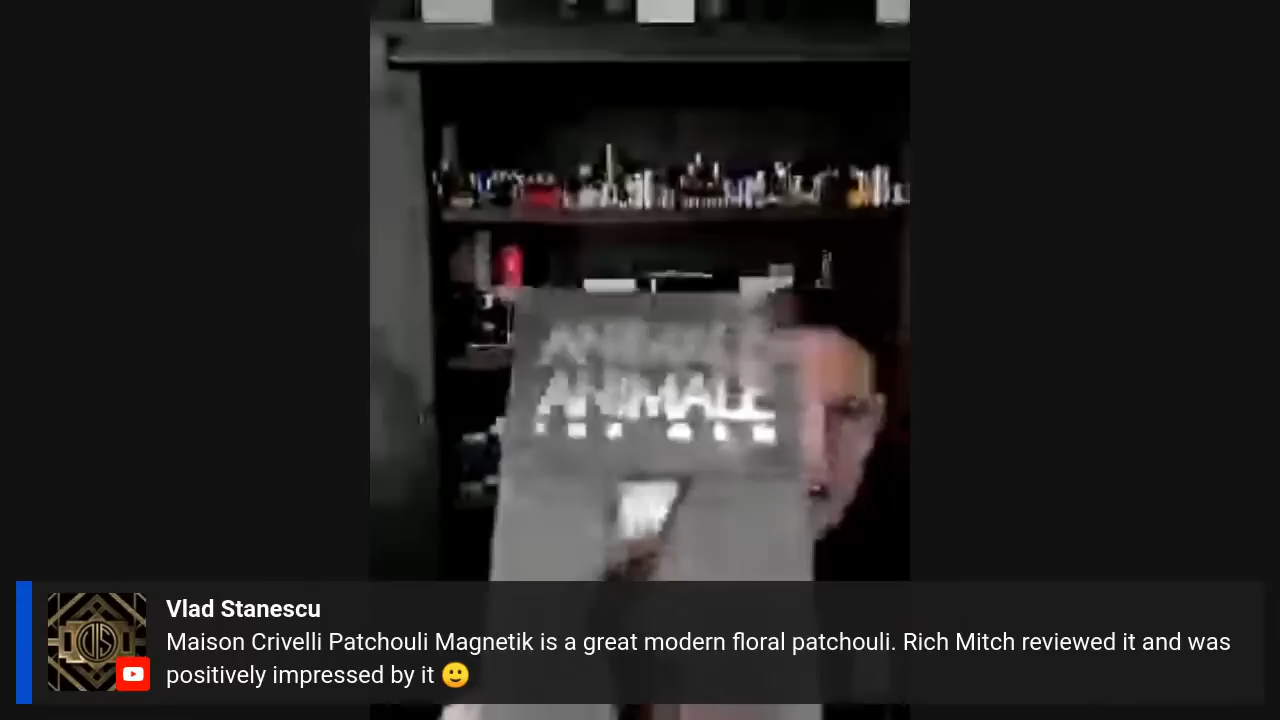 ANIMALE
Vlad Stanescu
Maison Crivelli Patchouli Magnetik is a great modern floral patchouli. Rich Mitch reviewed it and was
positively impressed by it 🙂